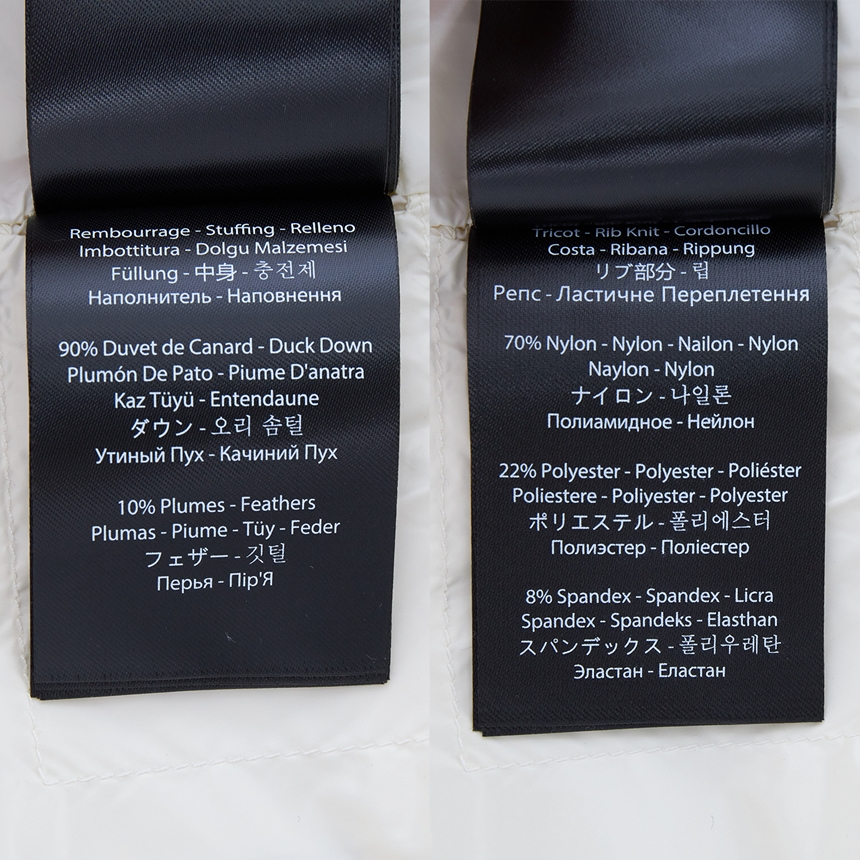 Rembourrage - Stuffing - Relleno
Imbottitura - Dolgu Malzemesi
Füllung - 中身 - 충전제
Наполнитель - Наповнення
90% Duvet de Canard - Duck Down
Plumón De Pato - Piume D'anatra
Kaz Tüyü - Entendaune
ダウン - 오리 솜털
Утиный Пух - Качиний Пух
10% Plumes - Feathers
Plumas - Piume - Tüy - Feder
フェザー - 깃털
Перья - Пір'Я
Tricot - Rib Knit - Cordoncillo
Costa - Ribana - Rippung
リブ部分 - 립
Репс - Ластичне Переплетення
70% Nylon - Nylon - Nailon - Nylon
Naylon - Nylon
ナイロン - 나일론
Полиамидное - Нейлон
22% Polyester - Polyester - Poliéster
Poliestere - Poliyester - Polyester
ポリエステル - 폴리에스터
Полиэстер - Поліестер
8% Spandex - Spandex - Licra
Spandex - Spandeks - Elasthan
スパンデックス - 폴리우레탄
Эластан - Еластан